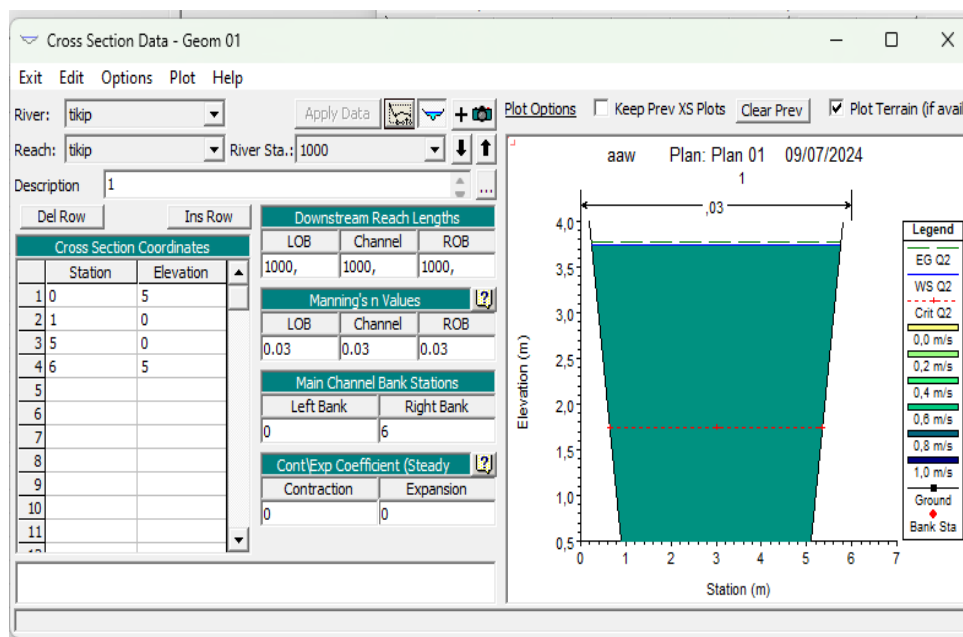 Cross Section Data - Geom 01
Exit Edit Options Plot Help
River: tikip Apply Data + Plot Options Keep Prev XS Plots Clear Prev Plot Terrain (if avai
Reach: tikip River Sta.: 1000
Description 1 ...
Del Row Ins Row
Cross Section Coordinates
Station Elevation
1 0 5
2 1 0
3 5 0
4 6 5
5
6
7
8
9
10
11
Downstream Reach Lengths
LOB Channel ROB
1000, 1000, 1000,
Manning's n Values ?
LOB Channel ROB
0.03 0.03 0.03
Main Channel Bank Stations
Left Bank Right Bank
0 6
Cont\Exp Coefficient (Steady ?
Contraction Expansion
0 0
aaw Plan: Plan 01 09/07/2024
1
,03
4,0
3,5
3,0
2,5
2,0
1,5
1,0
0,5
Elevation (m)
0 1 2 3 4 5 6 7
Station (m)
Legend
EG Q2
WS Q2
Crit Q2
0,0 m/s
0,2 m/s
0,4 m/s
0,6 m/s
0,8 m/s
1,0 m/s
Ground
Bank Sta